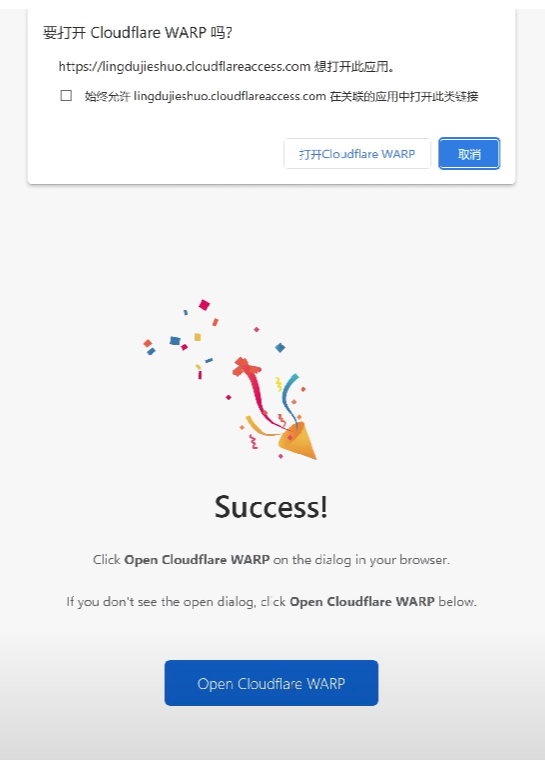 要打开 Cloudflare WARP 吗?
https://lingdujieshuo.cloudflareaccess.com 想打开此应用。
始终允许 lingdujieshuo.cloudflareaccess.com 在关联的应用中打开此类链接
打开Cloudflare WARP
取消
Success!
Click Open Cloudflare WARP on the dialog in your browser.
If you don't see the open dialog, click Open Cloudflare WARP below.
Open Cloudflare WARP